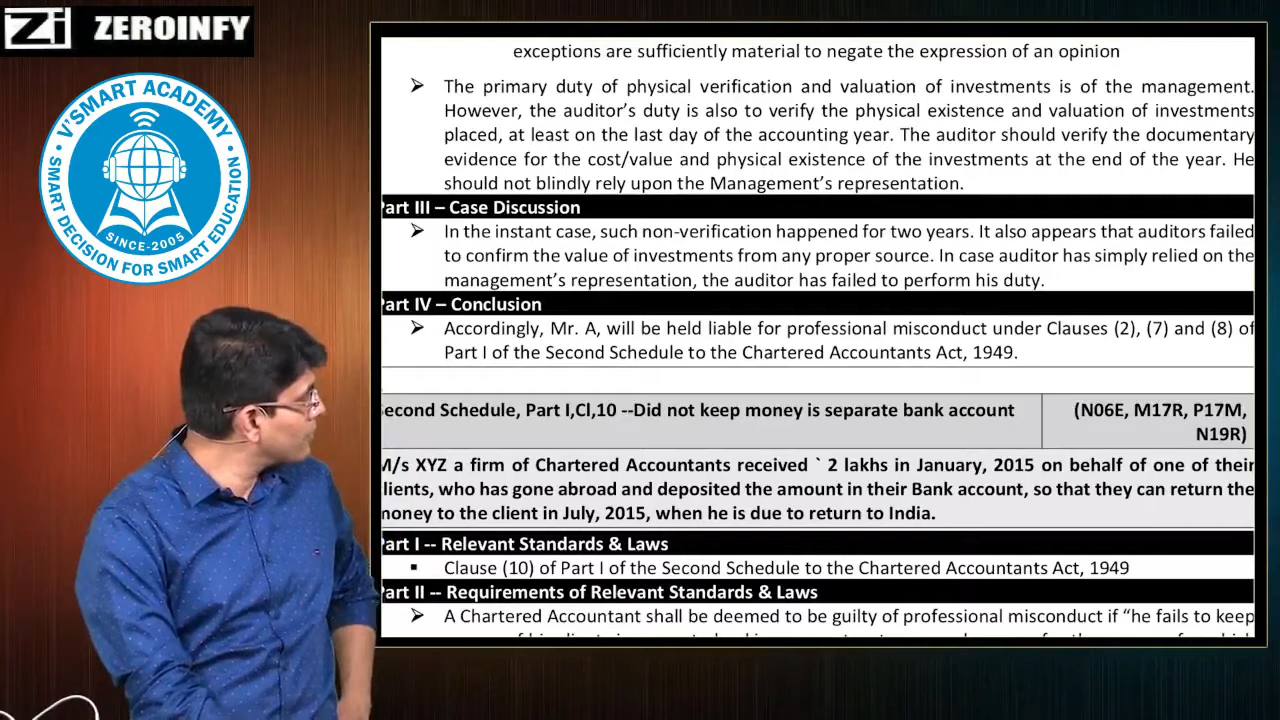 Zi ZEROINFY
V'SMART ACADEMY
SMART DECISION FOR SMART EDUCATION
SINCE-2005
exceptions are sufficiently material to negate the expression of an opinion
➢ The primary duty of physical verification and valuation of investments is of the management.
However, the auditor's duty is also to verify the physical existence and valuation of investments
placed, at least on the last day of the accounting year. The auditor should verify the documentary
evidence for the cost/value and physical existence of the investments at the end of the year. He
should not blindly rely upon the Management's representation.
Part III – Case Discussion
➢ In the instant case, such non-verification happened for two years. It also appears that auditors failed
to confirm the value of investments from any proper source. In case auditor has simply relied on the
management's representation, the auditor has failed to perform his duty.
Part IV – Conclusion
➢ Accordingly, Mr. A, will be held liable for professional misconduct under Clauses (2), (7) and (8) of
Part I of the Second Schedule to the Chartered Accountants Act, 1949.
econd Schedule, Part I,Cl,10 --Did not keep money is separate bank account
(N06E, M17R, P17M,
N19R)
M/s XYZ a firm of Chartered Accountants received ` 2 lakhs in January, 2015 on behalf of one of their
lients, who has gone abroad and deposited the amount in their Bank account, so that they can return the
money to the client in July, 2015, when he is due to return to India.
Part I -- Relevant Standards & Laws
▪ Clause (10) of Part I of the Second Schedule to the Chartered Accountants Act, 1949
Part II -- Requirements of Relevant Standards & Laws
➢ A Chartered Accountant shall be deemed to be guilty of professional misconduct if "he fails to keep